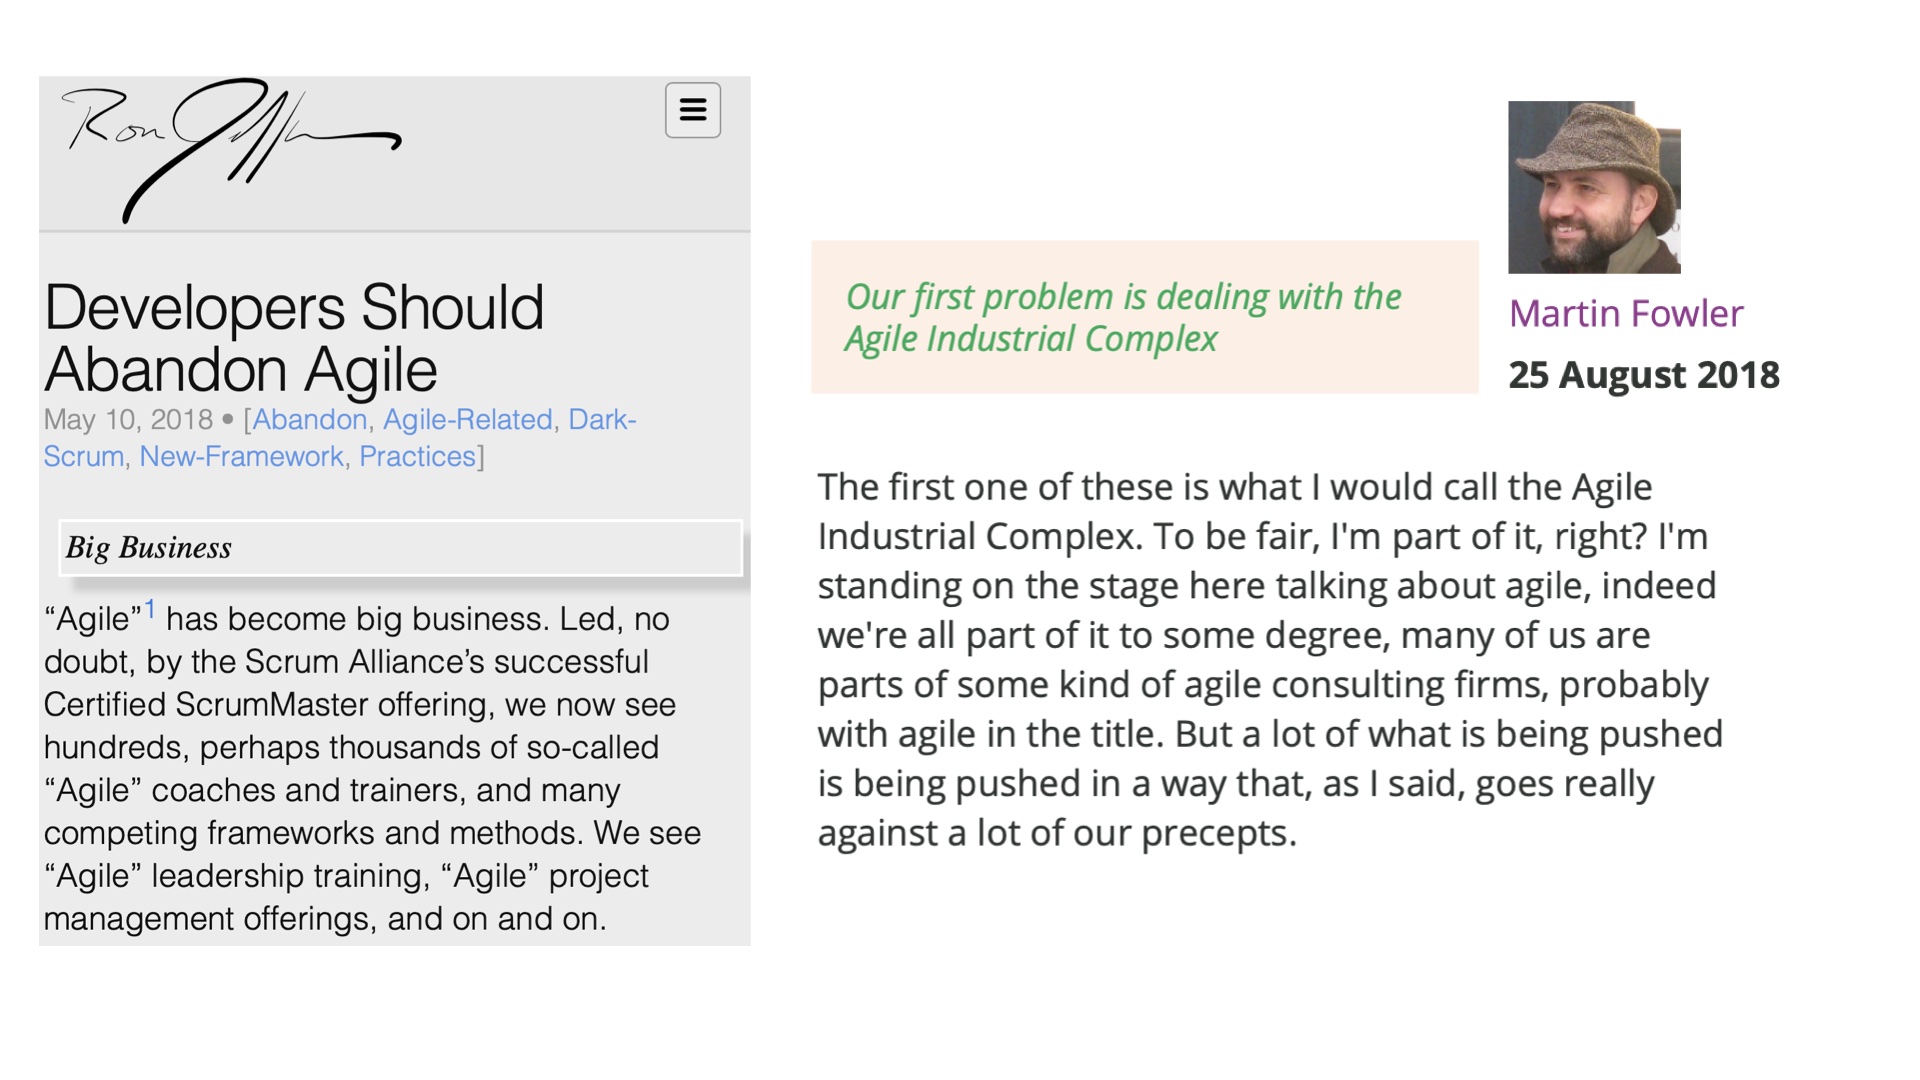 Ron Jeffries
Developers Should
Abandon Agile
May 10, 2018 • [Abandon, Agile-Related, Dark-
Scrum, New-Framework, Practices]
Big Business
“Agile”1 has become big business. Led, no
doubt, by the Scrum Alliance’s successful
Certified ScrumMaster offering, we now see
hundreds, perhaps thousands of so-called
“Agile” coaches and trainers, and many
competing frameworks and methods. We see
“Agile” leadership training, “Agile” project
management offerings, and on and on.
Our first problem is dealing with the
Agile Industrial Complex
Martin Fowler
25 August 2018
The first one of these is what I would call the Agile
Industrial Complex. To be fair, I'm part of it, right? I'm
standing on the stage here talking about agile, indeed
we're all part of it to some degree, many of us are
parts of some kind of agile consulting firms, probably
with agile in the title. But a lot of what is being pushed
is being pushed in a way that, as I said, goes really
against a lot of our precepts.